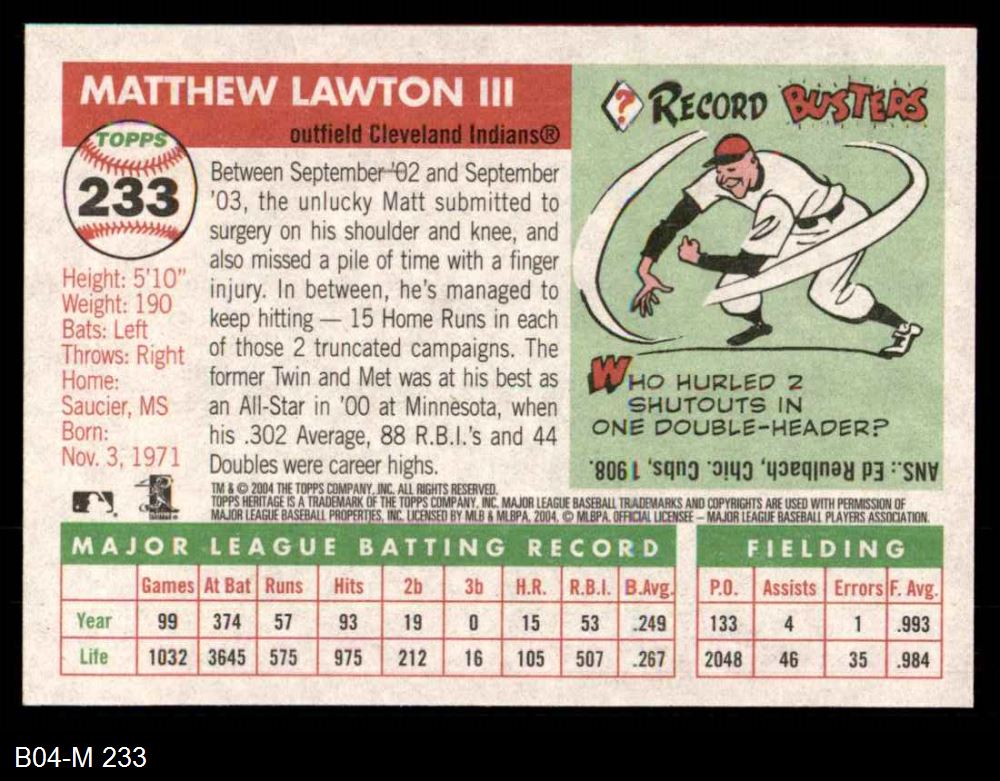 MATTHEW LAWTON III
outfield Cleveland Indians®
TOPPS
233
Height: 5'10"
Weight: 190
Bats: Left
Throws: Right
Home:
Saucier, MS
Born:
Nov. 3, 1971
Between September '02 and September
'03, the unlucky Matt submitted to
surgery on his shoulder and knee, and
also missed a pile of time with a finger
injury. In between, he's managed to
keep hitting — 15 Home Runs in each
of those 2 truncated campaigns. The
former Twin and Met was at his best as
an All-Star in '00 at Minnesota, when
his .302 Average, 88 R.B.I.'s and 44
Doubles were career highs.
? RECORD BUSTERS
WHO HURLED 2
SHUTOUTS IN
ONE DOUBLE-HEADER?
ANS.: Ed Reulbach, Chic. Cubs, 1908.
TM & © 2004 THE TOPPS COMPANY, INC. ALL RIGHTS RESERVED.
TOPPS HERITAGE IS A TRADEMARK OF THE TOPPS COMPANY, INC. MAJOR LEAGUE BASEBALL TRADEMARKS AND COPYRIGHTS ARE USED WITH PERMISSION OF
MAJOR LEAGUE BASEBALL PROPERTIES, INC. LICENSED BY MLB & MLBPA, 2004. © MLBPA. OFFICIAL LICENSEE – MAJOR LEAGUE BASEBALL PLAYERS ASSOCIATION.
MAJOR LEAGUE BATTING RECORD
Games At Bat Runs Hits 2b 3b H.R. R.B.I. B.Avg.
Year 99 374 57 93 19 0 15 53 .249
Life 1032 3645 575 975 212 16 105 507 .267
FIELDING
P.O. Assists Errors F. Avg.
133 4 1 .993
2048 46 35 .984
B04-M 233